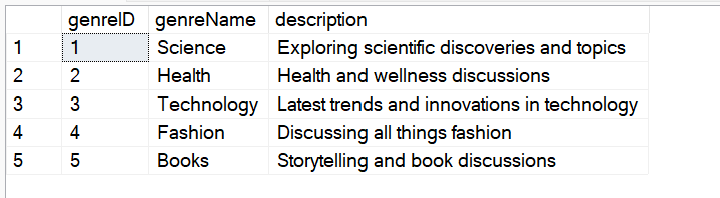 genreID genreName description
1 1 Science Exploring scientific discoveries and topics
2 2 Health Health and wellness discussions
3 3 Technology Latest trends and innovations in technology
4 4 Fashion Discussing all things fashion
5 5 Books Storytelling and book discussions